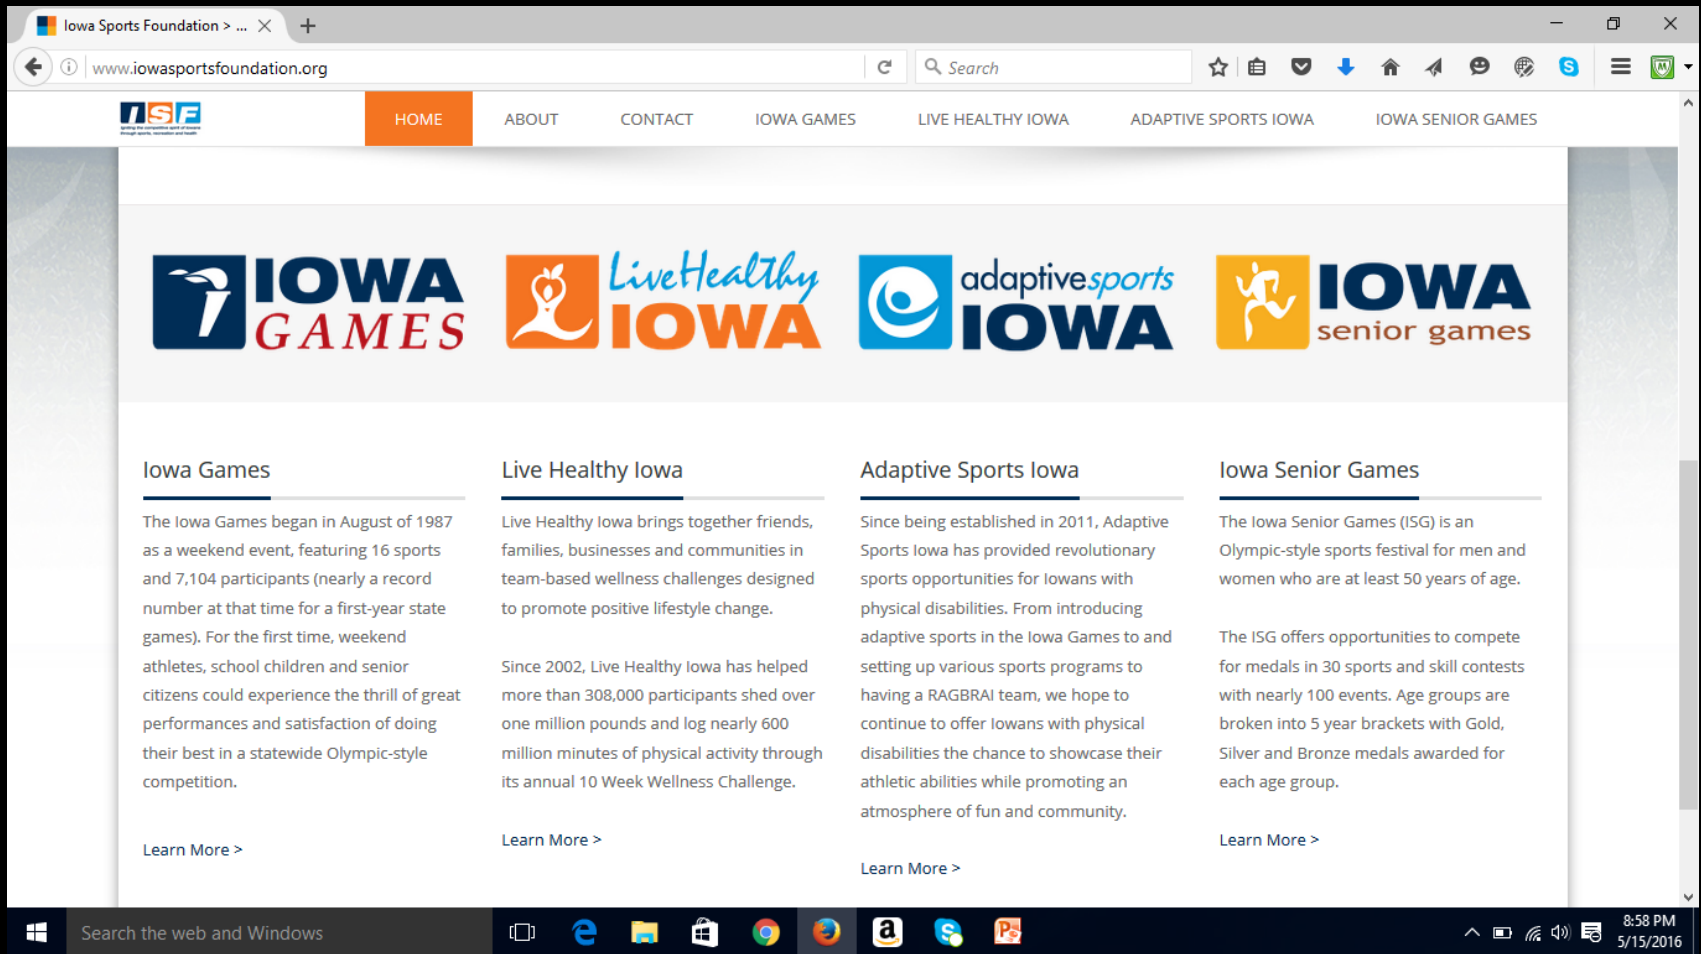 Iowa Sports Foundation > ...
www.iowasportsfoundation.org
Search
ISF
igniting the competitive spirit of Iowans
through sports, recreation and health
HOME
ABOUT
CONTACT
IOWA GAMES
LIVE HEALTHY IOWA
ADAPTIVE SPORTS IOWA
IOWA SENIOR GAMES
IOWA
GAMES
Live Healthy
IOWA
adaptivesports
IOWA
IOWA
senior games
Iowa Games
The Iowa Games began in August of 1987
as a weekend event, featuring 16 sports
and 7,104 participants (nearly a record
number at that time for a first-year state
games). For the first time, weekend
athletes, school children and senior
citizens could experience the thrill of great
performances and satisfaction of doing
their best in a statewide Olympic-style
competition.
Learn More >
Live Healthy Iowa
Live Healthy Iowa brings together friends,
families, businesses and communities in
team-based wellness challenges designed
to promote positive lifestyle change.
Since 2002, Live Healthy Iowa has helped
more than 308,000 participants shed over
one million pounds and log nearly 600
million minutes of physical activity through
its annual 10 Week Wellness Challenge.
Learn More >
Adaptive Sports Iowa
Since being established in 2011, Adaptive
Sports Iowa has provided revolutionary
sports opportunities for Iowans with
physical disabilities. From introducing
adaptive sports in the Iowa Games to and
setting up various sports programs to
having a RAGBRAI team, we hope to
continue to offer Iowans with physical
disabilities the chance to showcase their
athletic abilities while promoting an
atmosphere of fun and community.
Learn More >
Iowa Senior Games
The Iowa Senior Games (ISG) is an
Olympic-style sports festival for men and
women who are at least 50 years of age.
The ISG offers opportunities to compete
for medals in 30 sports and skill contests
with nearly 100 events. Age groups are
broken into 5 year brackets with Gold,
Silver and Bronze medals awarded for
each age group.
Learn More >
Search the web and Windows
8:58 PM
5/15/2016